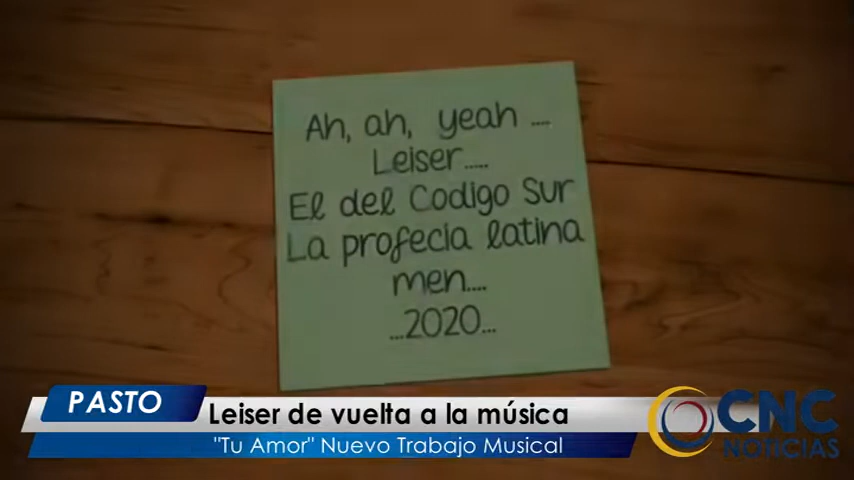 Ah, ah, yeah ....
Leiser.....
El del Codigo Sur
La profecia latina
men....
...2020...
PASTO
Leiser de vuelta a la música
"Tu Amor" Nuevo Trabajo Musical
CNC
NOTICIAS